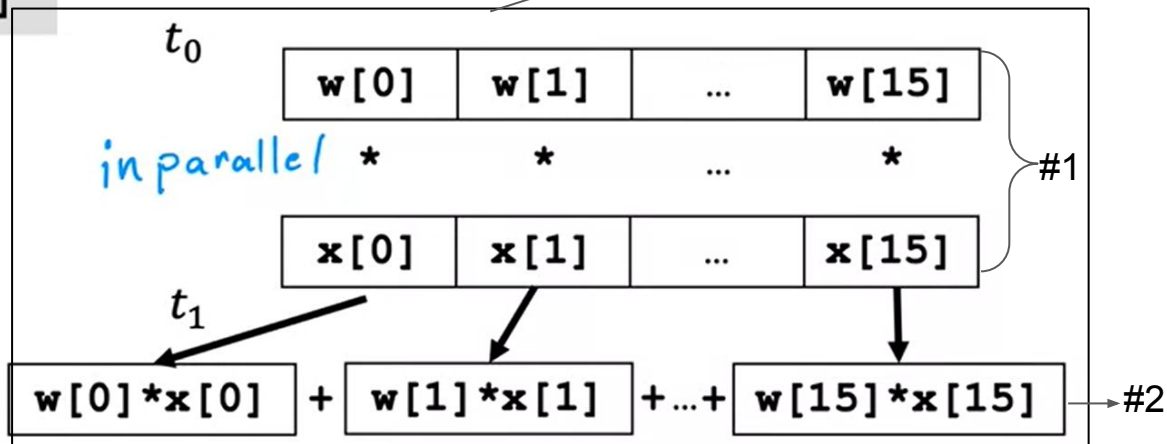 ]
t₀
w[0] w[1] ... w[15]
in parallel * * ... *
#1
x[0] x[1] ... x[15]
t₁
w[0]*x[0] + w[1]*x[1] +...+ w[15]*x[15]
#2